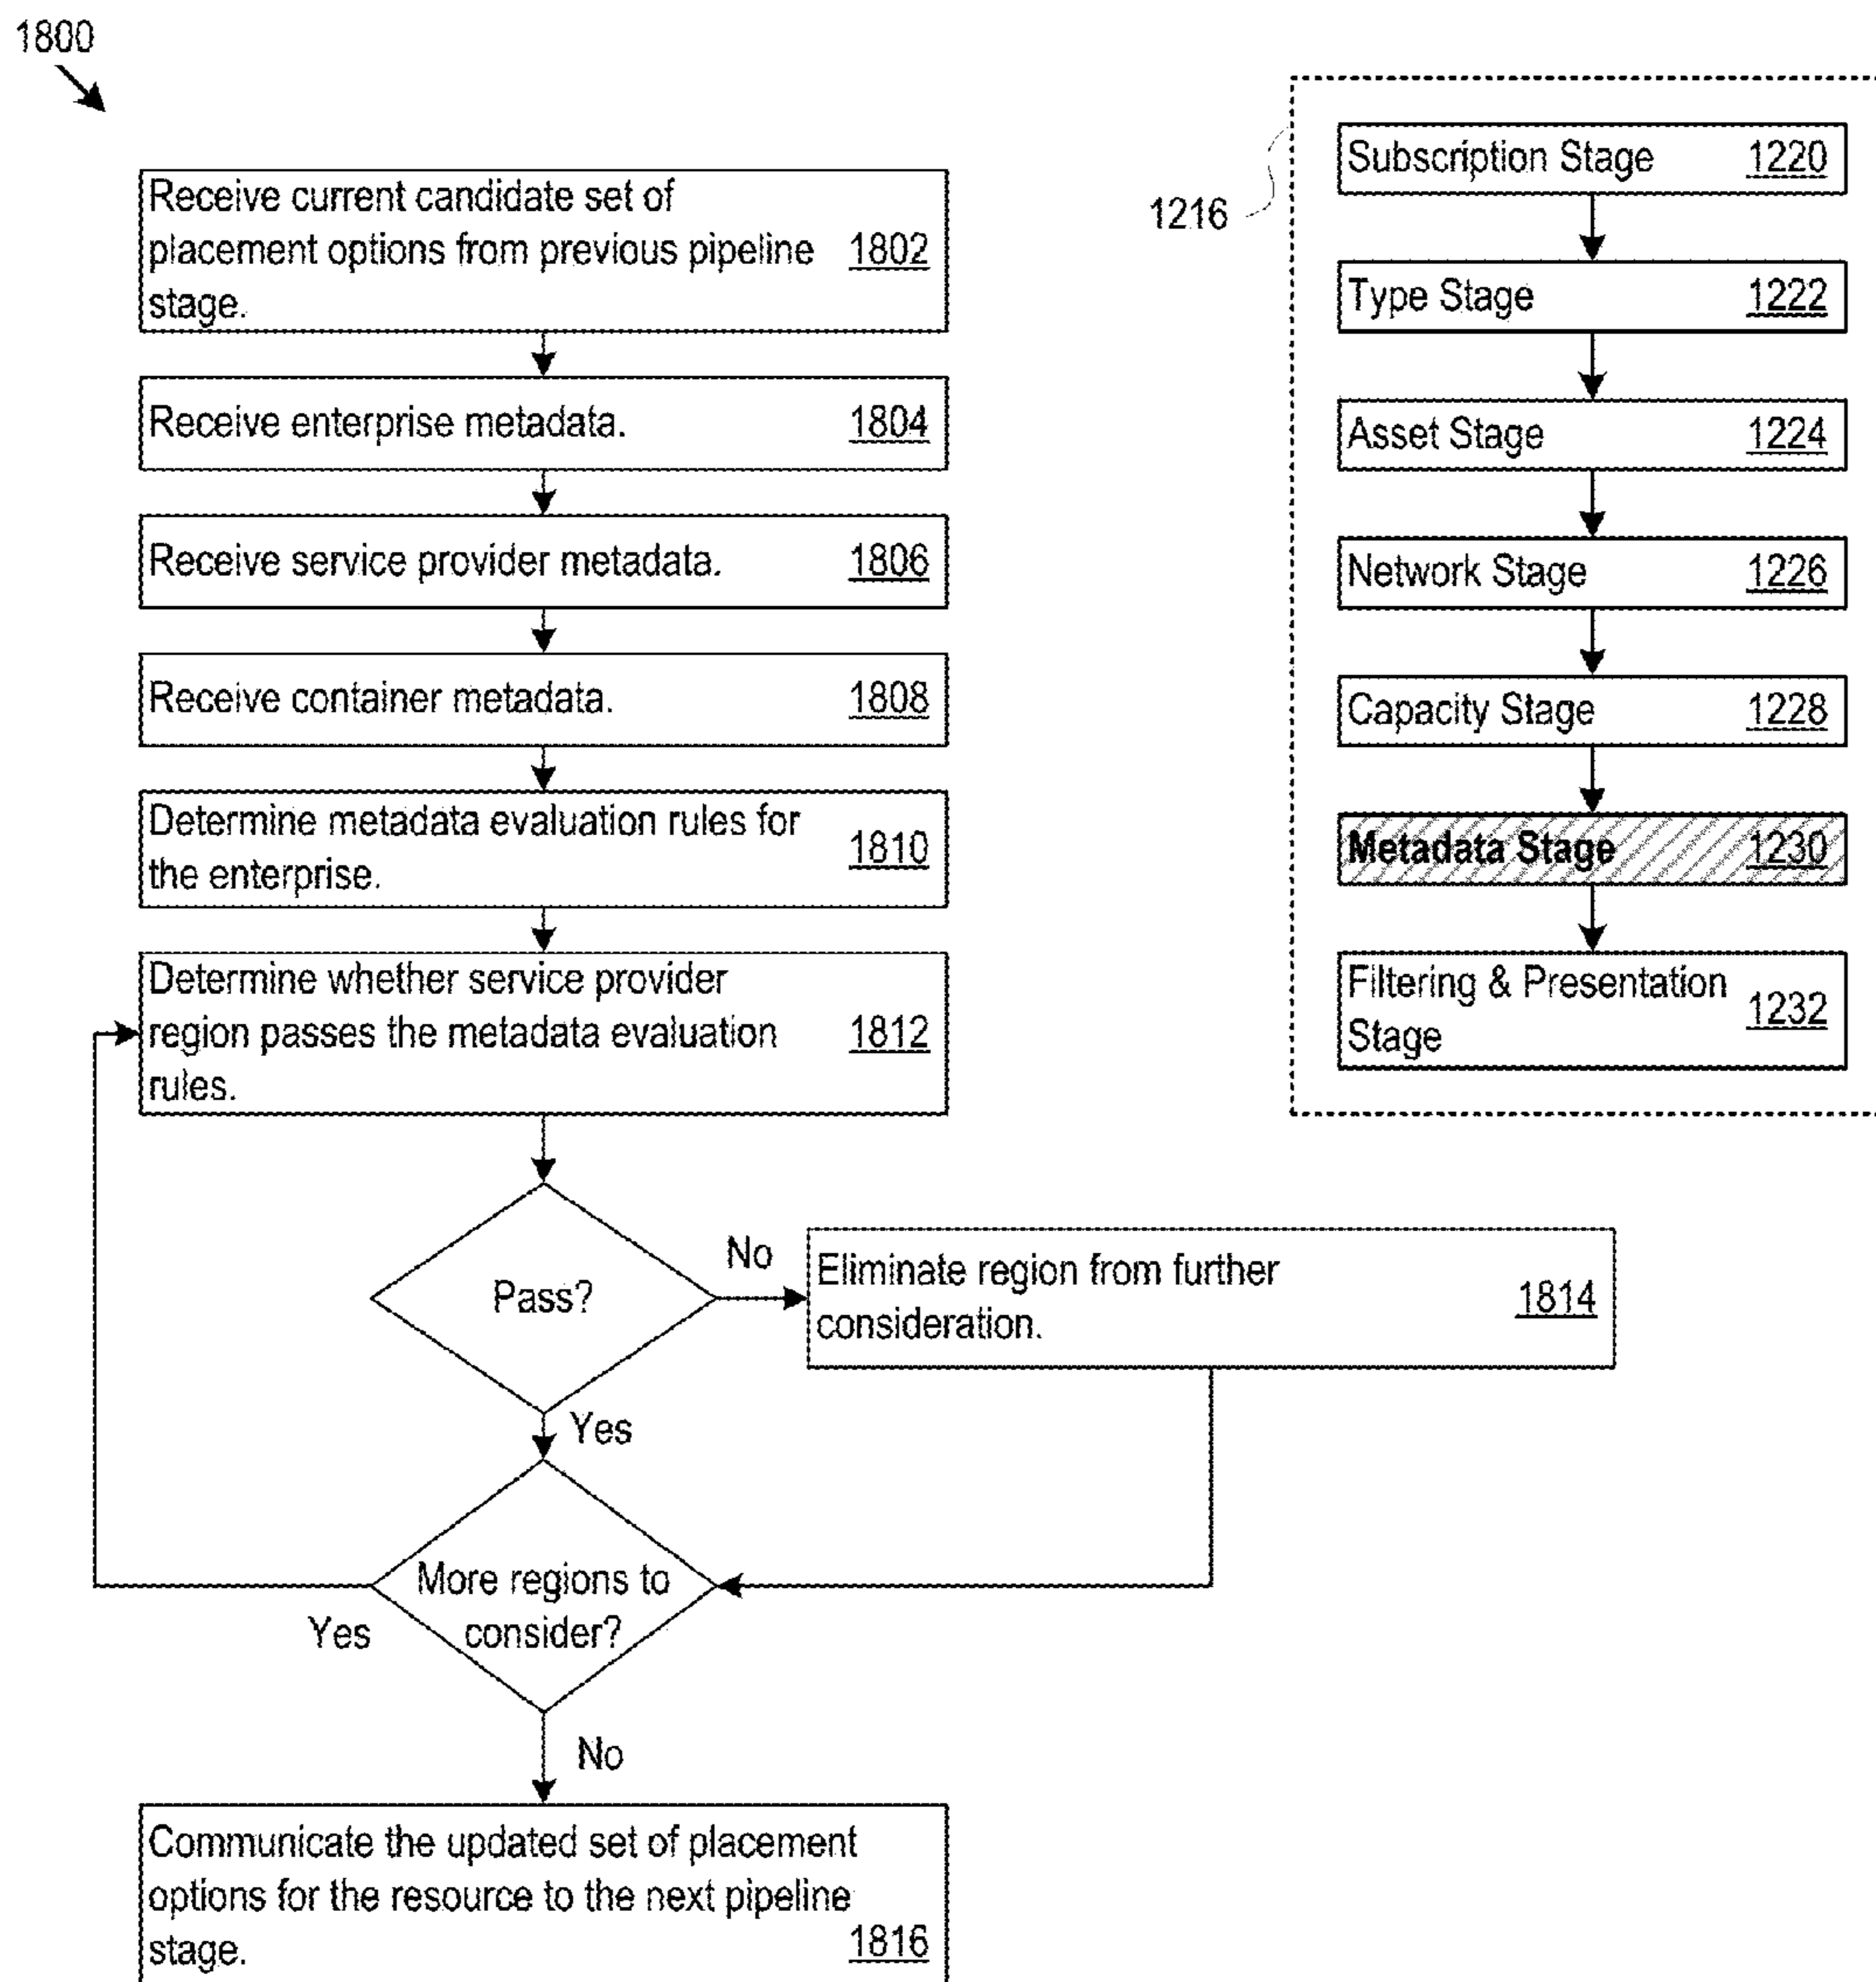 1800
Receive current candidate set of
placement options from previous pipeline 1802
stage.
Receive enterprise metadata. 1804
Receive service provider metadata. 1806
Receive container metadata. 1808
Determine metadata evaluation rules for
the enterprise. 1810
Determine whether service provider
region passes the metadata evaluation 1812
rules.
Pass?
No
Eliminate region from further
consideration. 1814
Yes
More regions to
consider?
Yes
No
Communicate the updated set of placement
options for the resource to the next pipeline
stage. 1816
1216
Subscription Stage 1220
Type Stage 1222
Asset Stage 1224
Network Stage 1226
Capacity Stage 1228
Metadata Stage 1230
Filtering & Presentation
Stage 1232